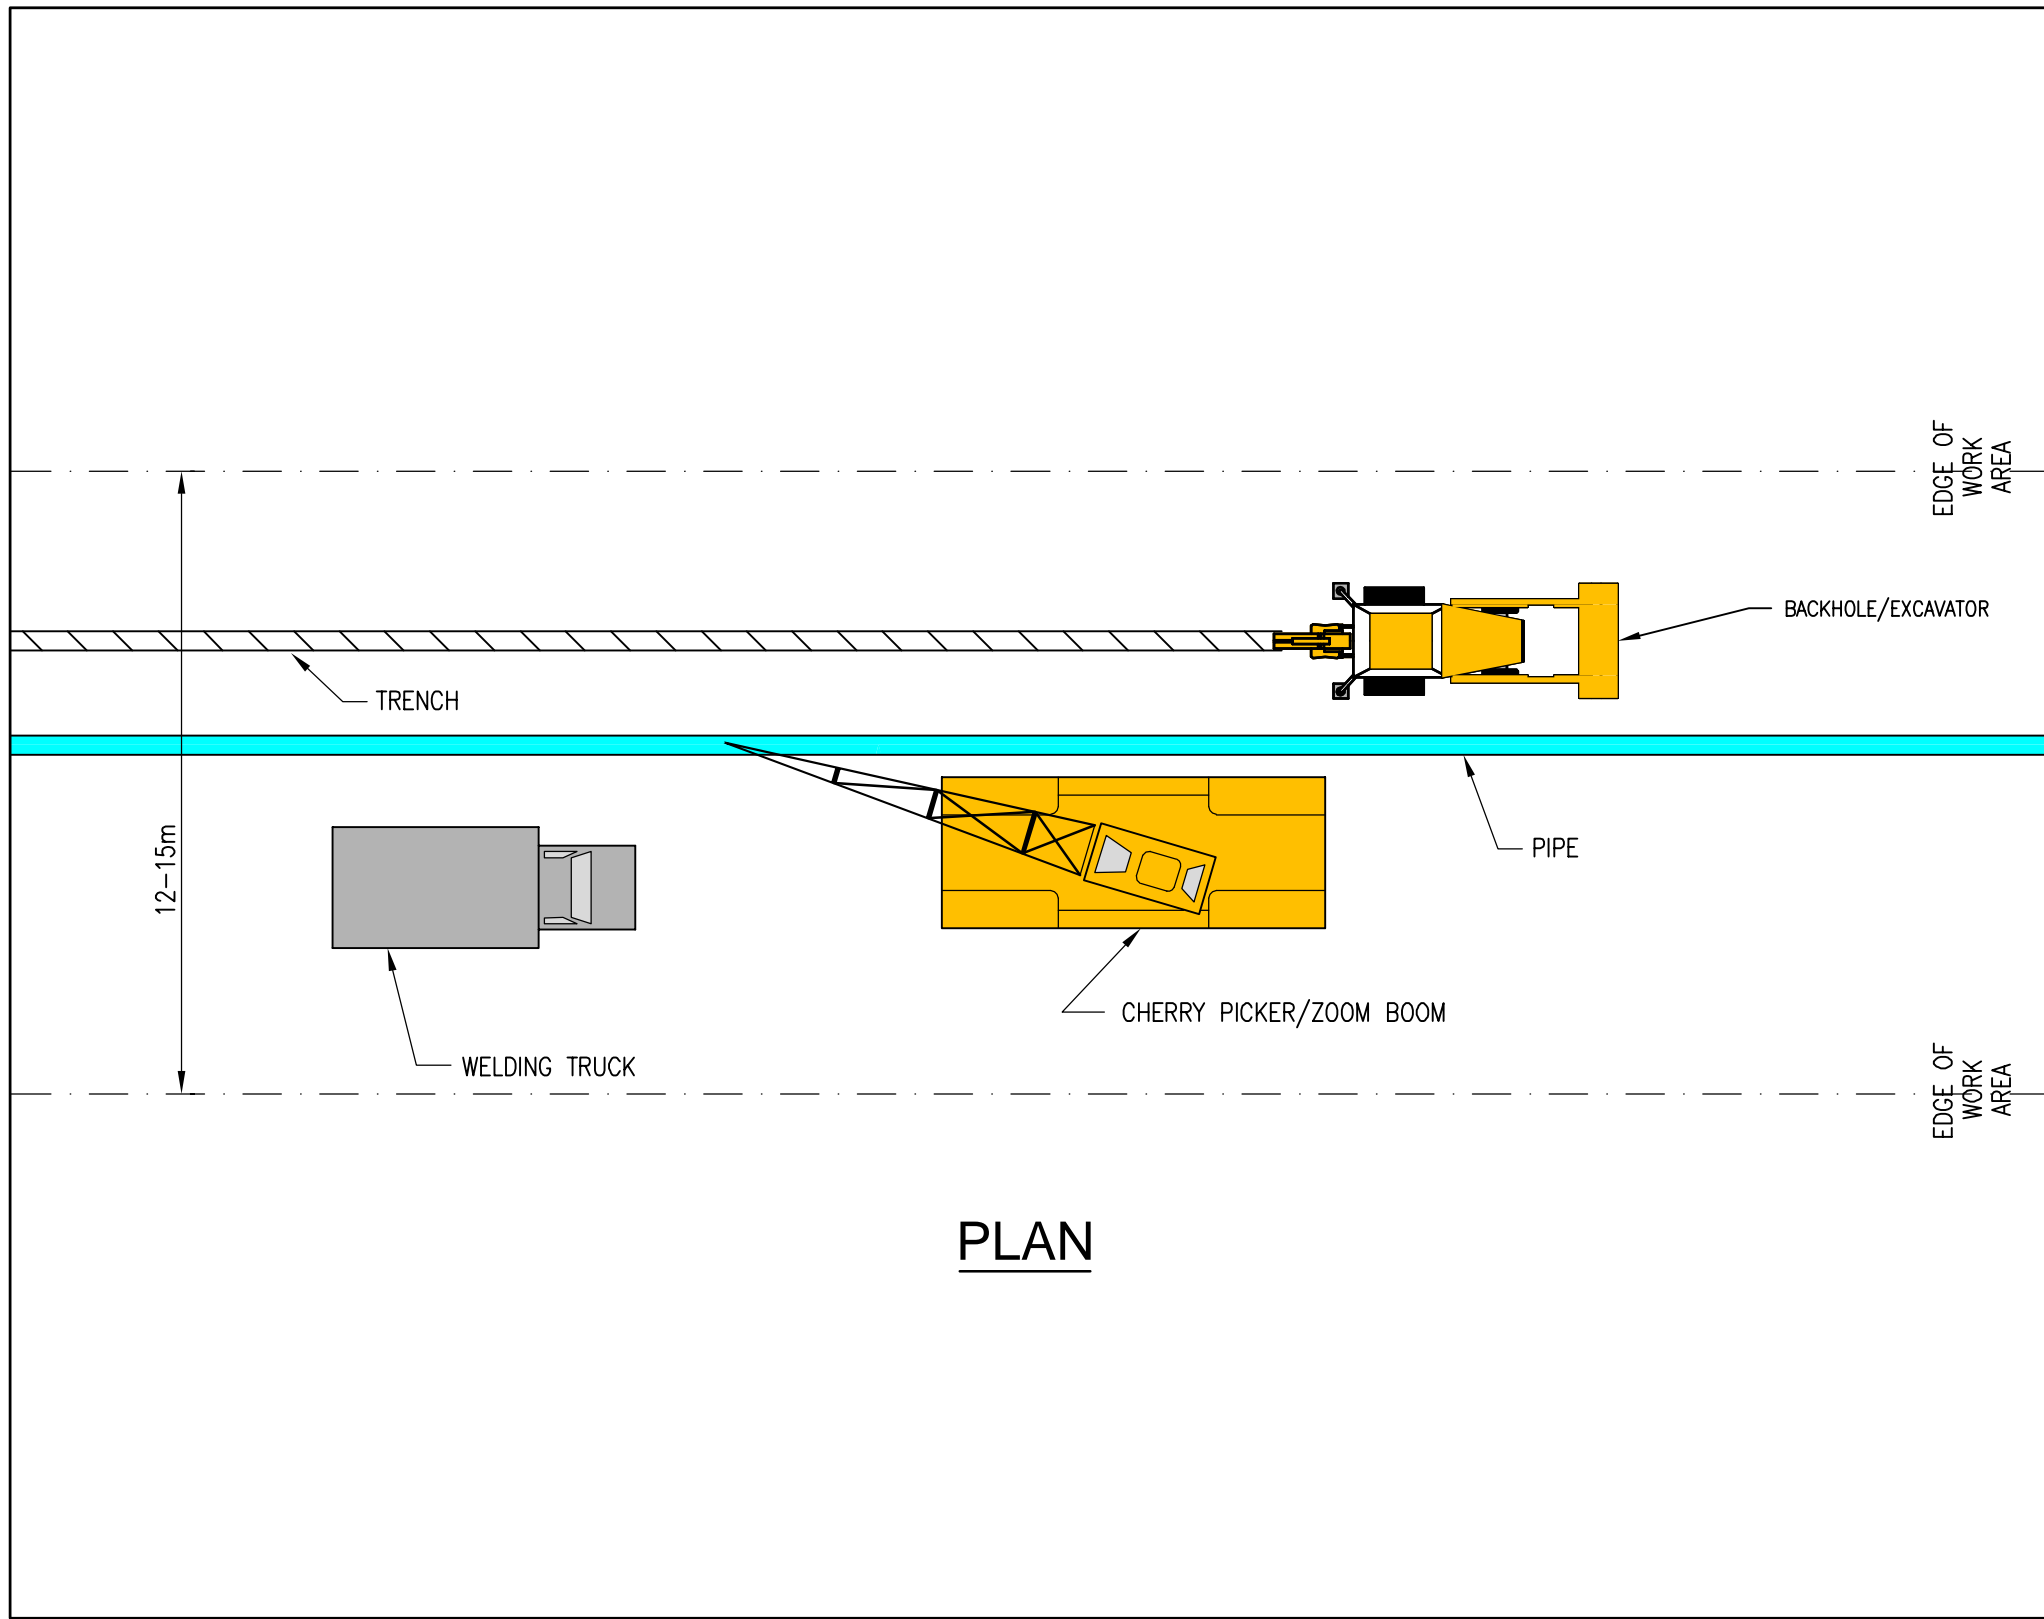 EDGE OF
WORK
AREA
BACKHOLE/EXCAVATOR
TRENCH
PIPE
12-15m
CHERRY PICKER/ZOOM BOOM
WELDING TRUCK
EDGE OF
WORK
AREA
PLAN